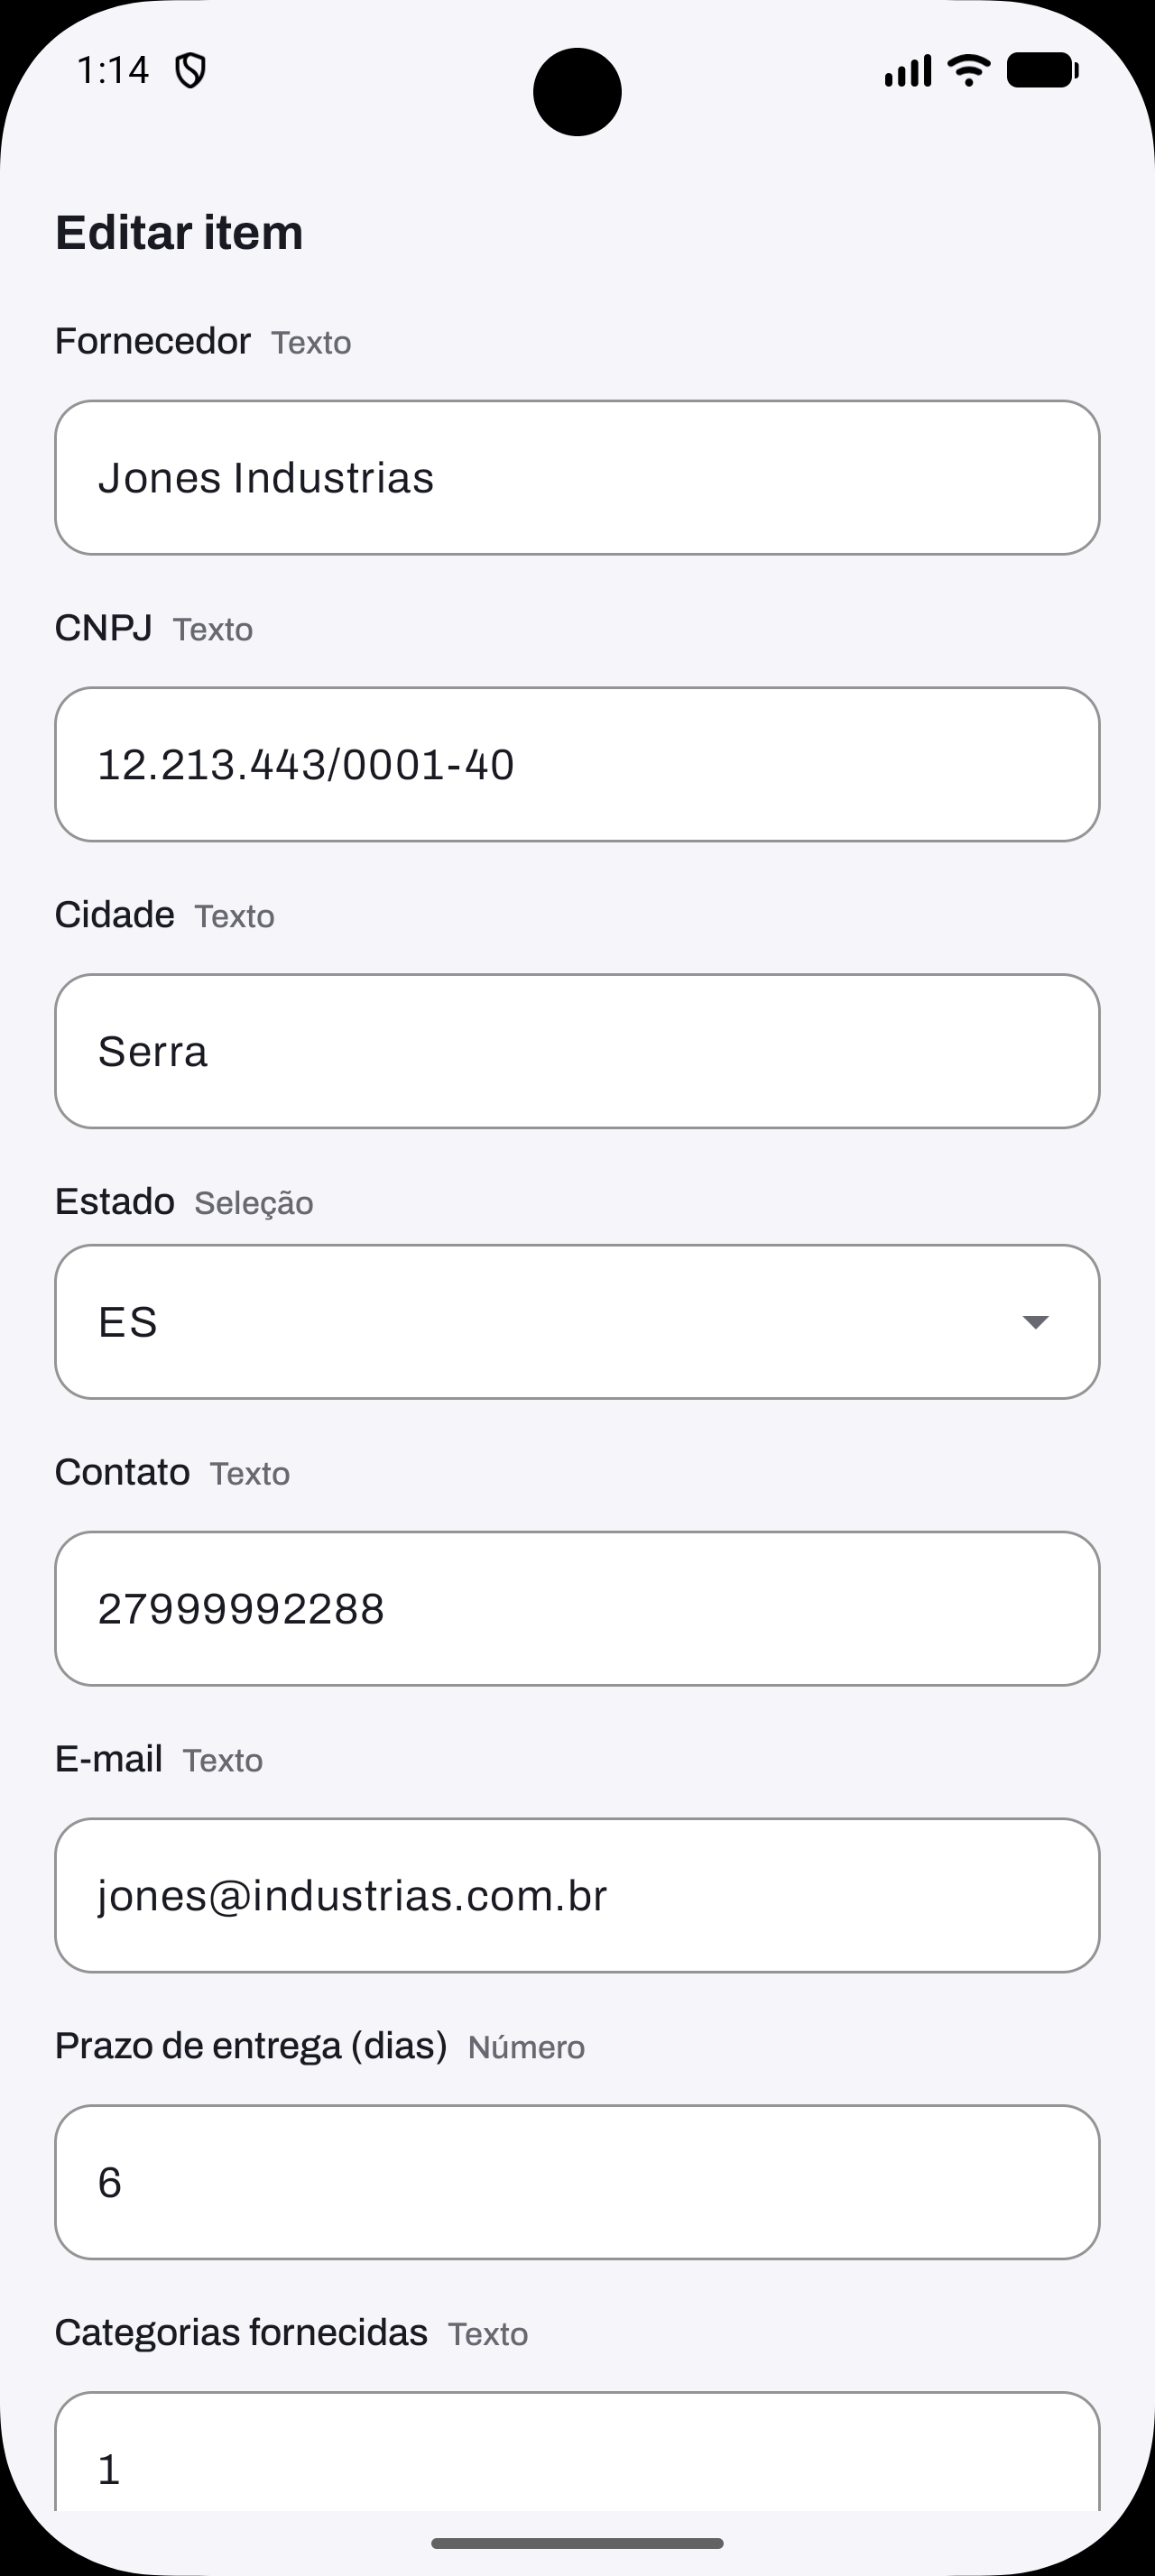 1:14
Editar item
Fornecedor Texto
Jones Industrias
CNPJ Texto
12.213.443/0001-40
Cidade Texto
Serra
Estado Seleção
ES
Contato Texto
27999992288
E-mail Texto
jones@industrias.com.br
Prazo de entrega (dias) Número
6
Categorias fornecidas Texto
1